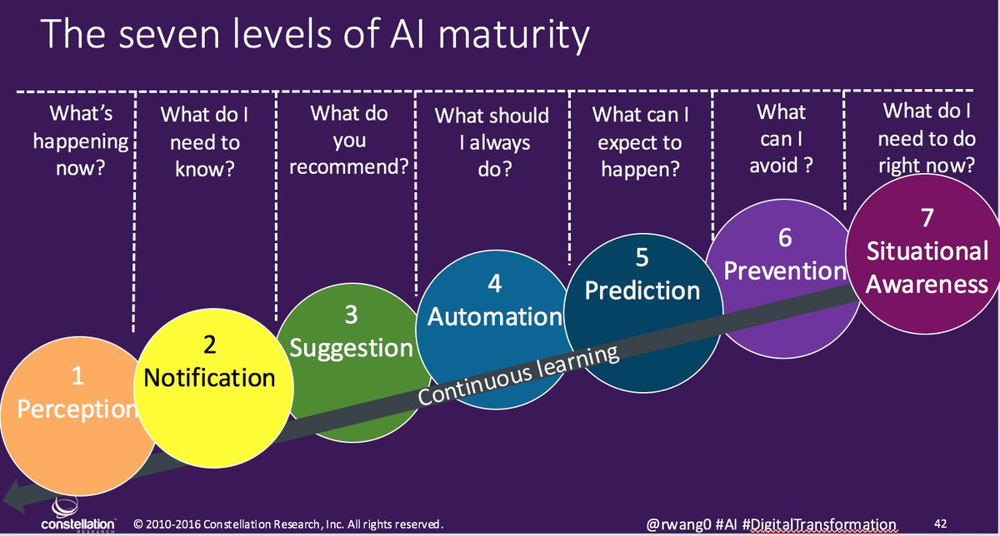 The seven levels of AI maturity
What's
happening
now?
What do I
need to
know?
What do
you
recommend?
What should
I always
do?
What can I
expect to
happen?
What
can I
avoid ?
What do I
need to do
right now?
1
Perception
2
Notification
3
Suggestion
4
Automation
5
Prediction
6
Prevention
7
Situational
Awareness
Continuous learning
constellation
RESEARCH
© 2010-2016 Constellation Research, Inc. All rights reserved.
@rwang0 #AI #DigitalTransformation
42